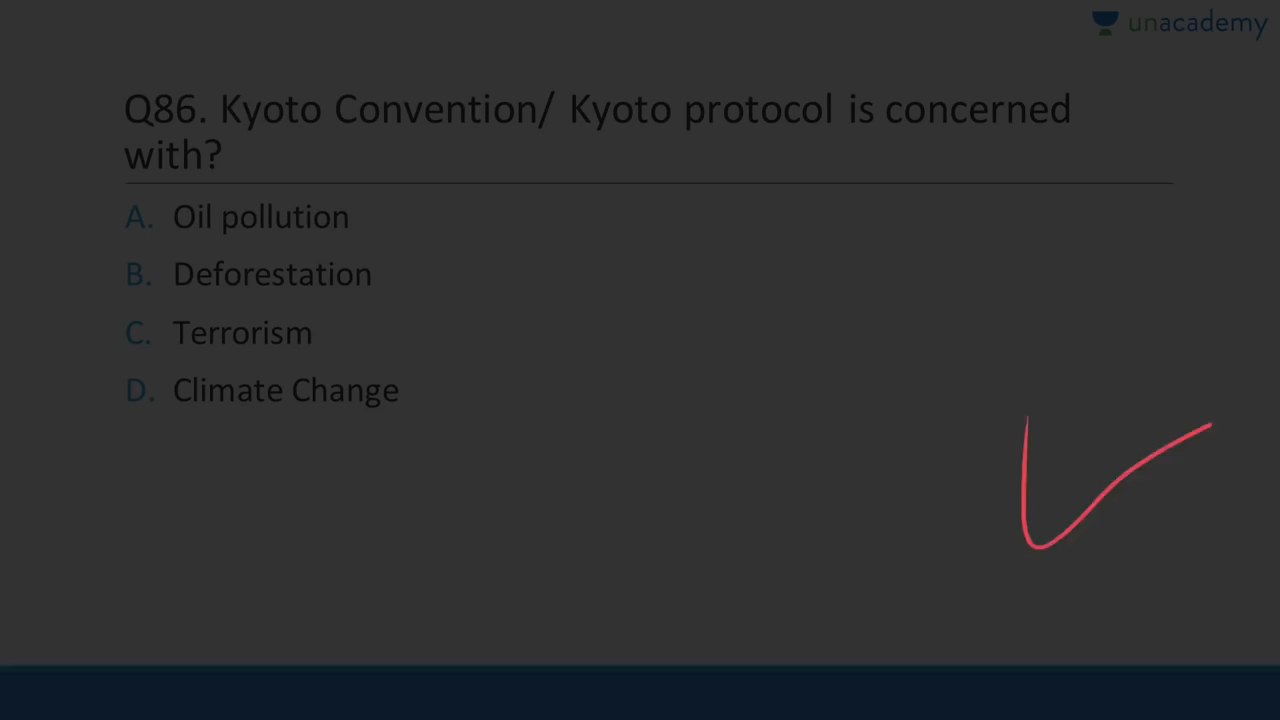 unacademy
Q86. Kyoto Convention/ Kyoto protocol is concerned
with?
A. Oil pollution
B. Deforestation
C. Terrorism
D. Climate Change